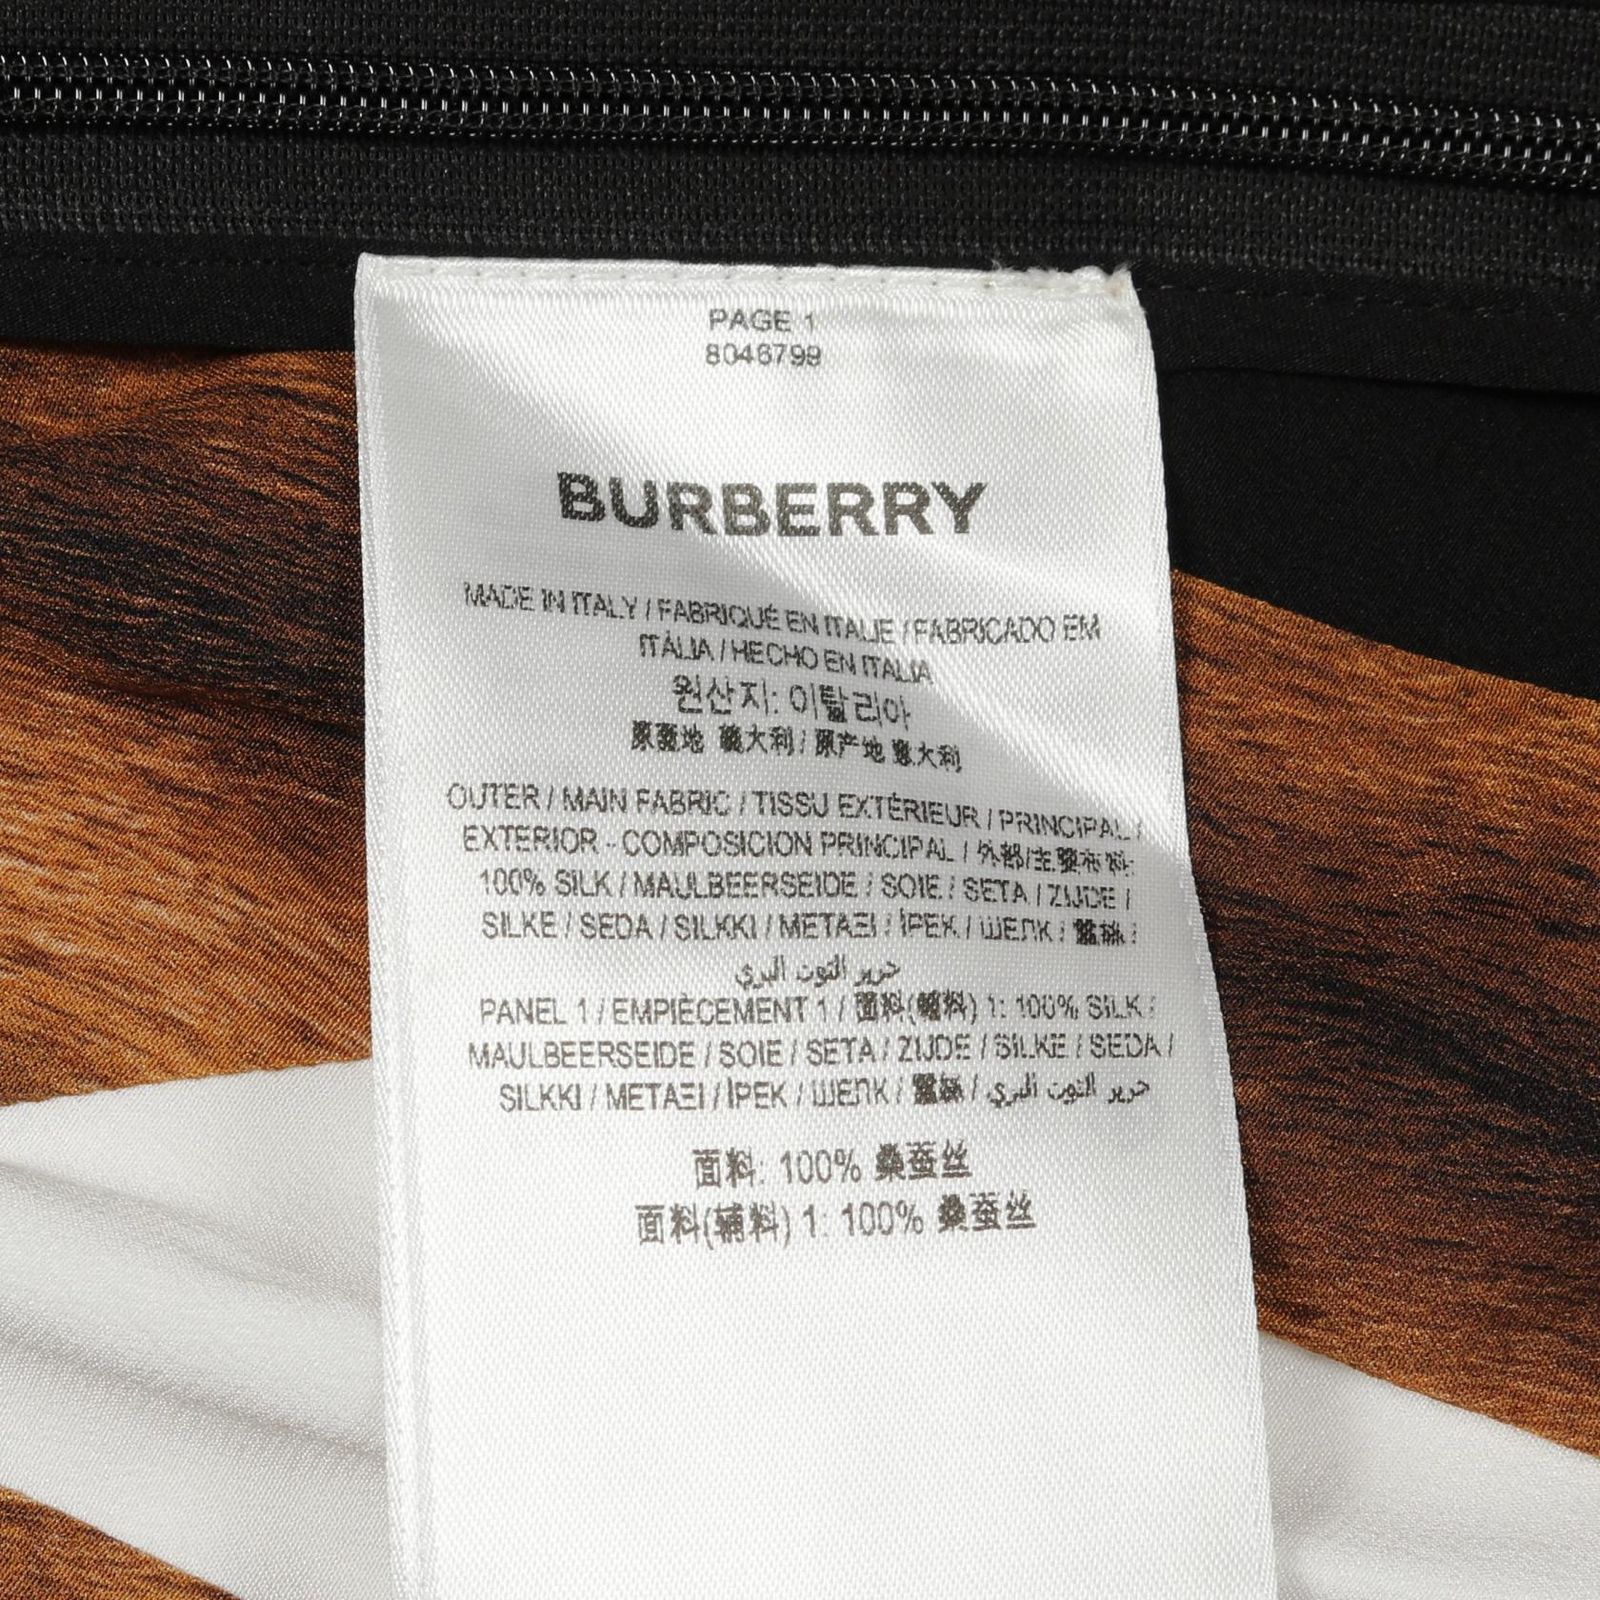 PAGE 1
8046799
BURBERRY
MADE IN ITALY / FABRIQUÉ EN ITALIE / FABRICADO EM
ITÁLIA / HECHO EN ITALIA
원산지: 이탈리아
原產地 義大利 / 原产地 意大利
OUTER / MAIN FABRIC / TISSU EXTÉRIEUR / PRINCIPAL /
EXTERIOR - COMPOSICION PRINCIPAL / 外部/主要布料:
100% SILK / MAULBEERSEIDE / SOIE / SETA / ZIJDE /
SILKE / SEDA / SILKKI / ΜΕΤΑΞΙ / İPEK / ШЕЛК / 蠶絲 /
حرير التوت البري
PANEL 1 / EMPIÈCEMENT 1 / 面料(輔料) 1: 100% SILK /
MAULBEERSEIDE / SOIE / SETA / ZIJDE / SILKE / SEDA /
SILKKI / ΜΕΤΑΞΙ / İPEK / ШЕЛК / 蠶絲 / حرير التوت البري
面料: 100% 桑蚕丝
面料(辅料) 1: 100% 桑蚕丝